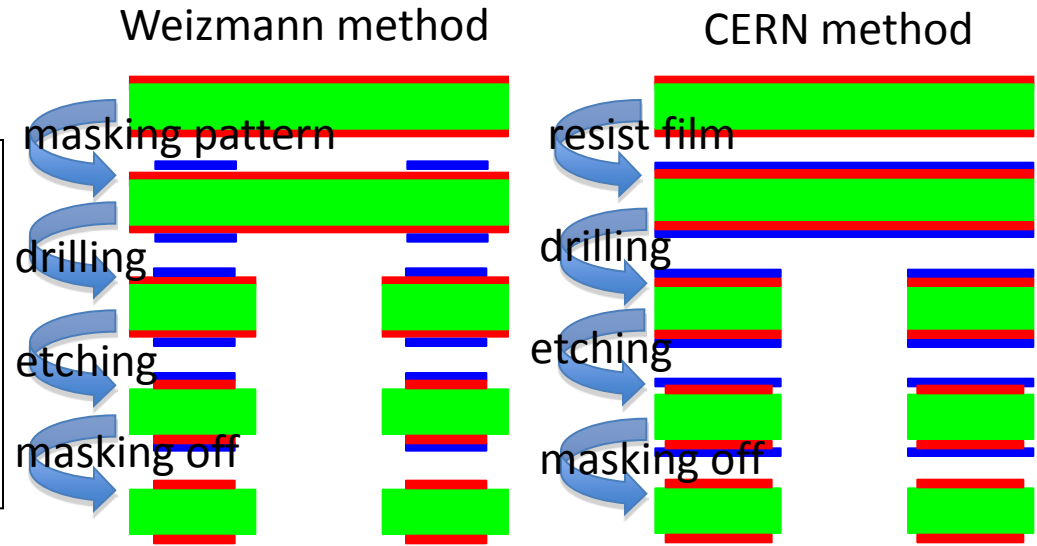 Weizmann method
masking pattern
drilling
etching
masking off
CERN method
resist film
drilling
etching
masking off